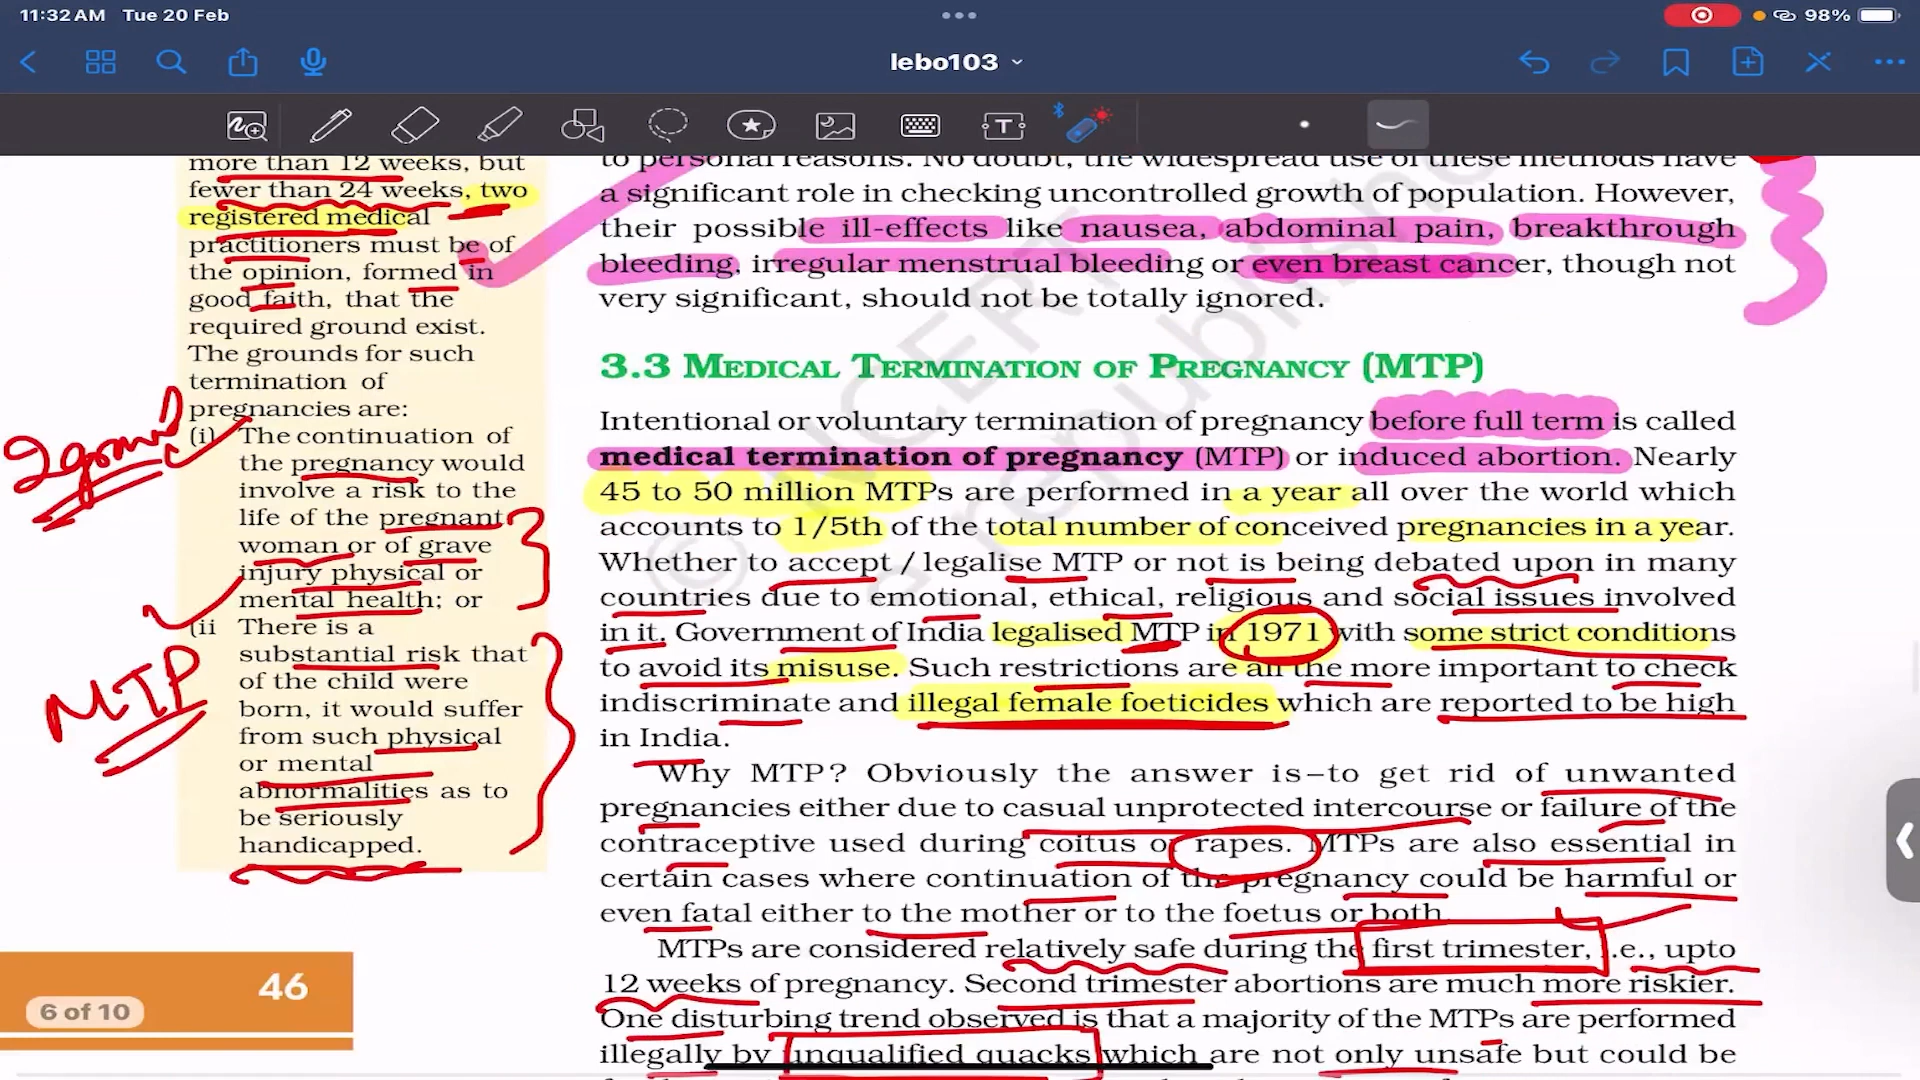 11:32 AM Tue 20 Feb
98%
lebo103
more than 12 weeks, but
fewer than 24 weeks, two
registered medical
practitioners must be of
the opinion, formed in
good faith, that the
required ground exist.
The grounds for such
termination of
pregnancies are:
(i) The continuation of
the pregnancy would
involve a risk to the
life of the pregnant
woman or of grave
injury physical or
mental health; or
(ii There is a
substantial risk that
of the child were
born, it would suffer
from such physical
or mental
abnormalities as to
be seriously
handicapped.
2 ground
MTP
46
6 of 10
to personal reasons. No doubt, the widespread use of these methods have
a significant role in checking uncontrolled growth of population. However,
their possible ill-effects like nausea, abdominal pain, breakthrough
bleeding, irregular menstrual bleeding or even breast cancer, though not
very significant, should not be totally ignored.
3.3 MEDICAL TERMINATION OF PREGNANCY (MTP)
Intentional or voluntary termination of pregnancy before full term is called
medical termination of pregnancy (MTP) or induced abortion. Nearly
45 to 50 million MTPs are performed in a year all over the world which
accounts to 1/5th of the total number of conceived pregnancies in a year.
Whether to accept / legalise MTP or not is being debated upon in many
countries due to emotional, ethical, religious and social issues involved
in it. Government of India legalised MTP in 1971 with some strict conditions
to avoid its misuse. Such restrictions are all the more important to check
indiscriminate and illegal female foeticides which are reported to be high
in India.
Why MTP? Obviously the answer is–to get rid of unwanted
pregnancies either due to casual unprotected intercourse or failure of the
contraceptive used during coitus or rapes. MTPs are also essential in
certain cases where continuation of the pregnancy could be harmful or
even fatal either to the mother or to the foetus or both.
MTPs are considered relatively safe during the first trimester, i.e., upto
12 weeks of pregnancy. Second trimester abortions are much more riskier.
One disturbing trend observed is that a majority of the MTPs are performed
illegally by unqualified quacks which are not only unsafe but could be
© NCERT
republishe